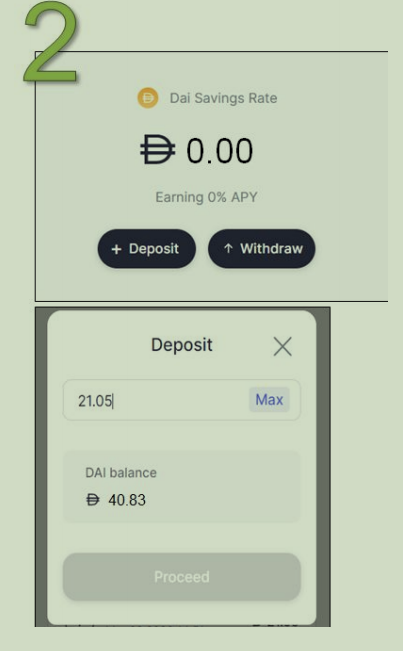 2
Dai Savings Rate
0.00
Earning 0% APY
+ Deposit ↑ Withdraw
Deposit
21.05 Max
DAI balance
40.83
Proceed